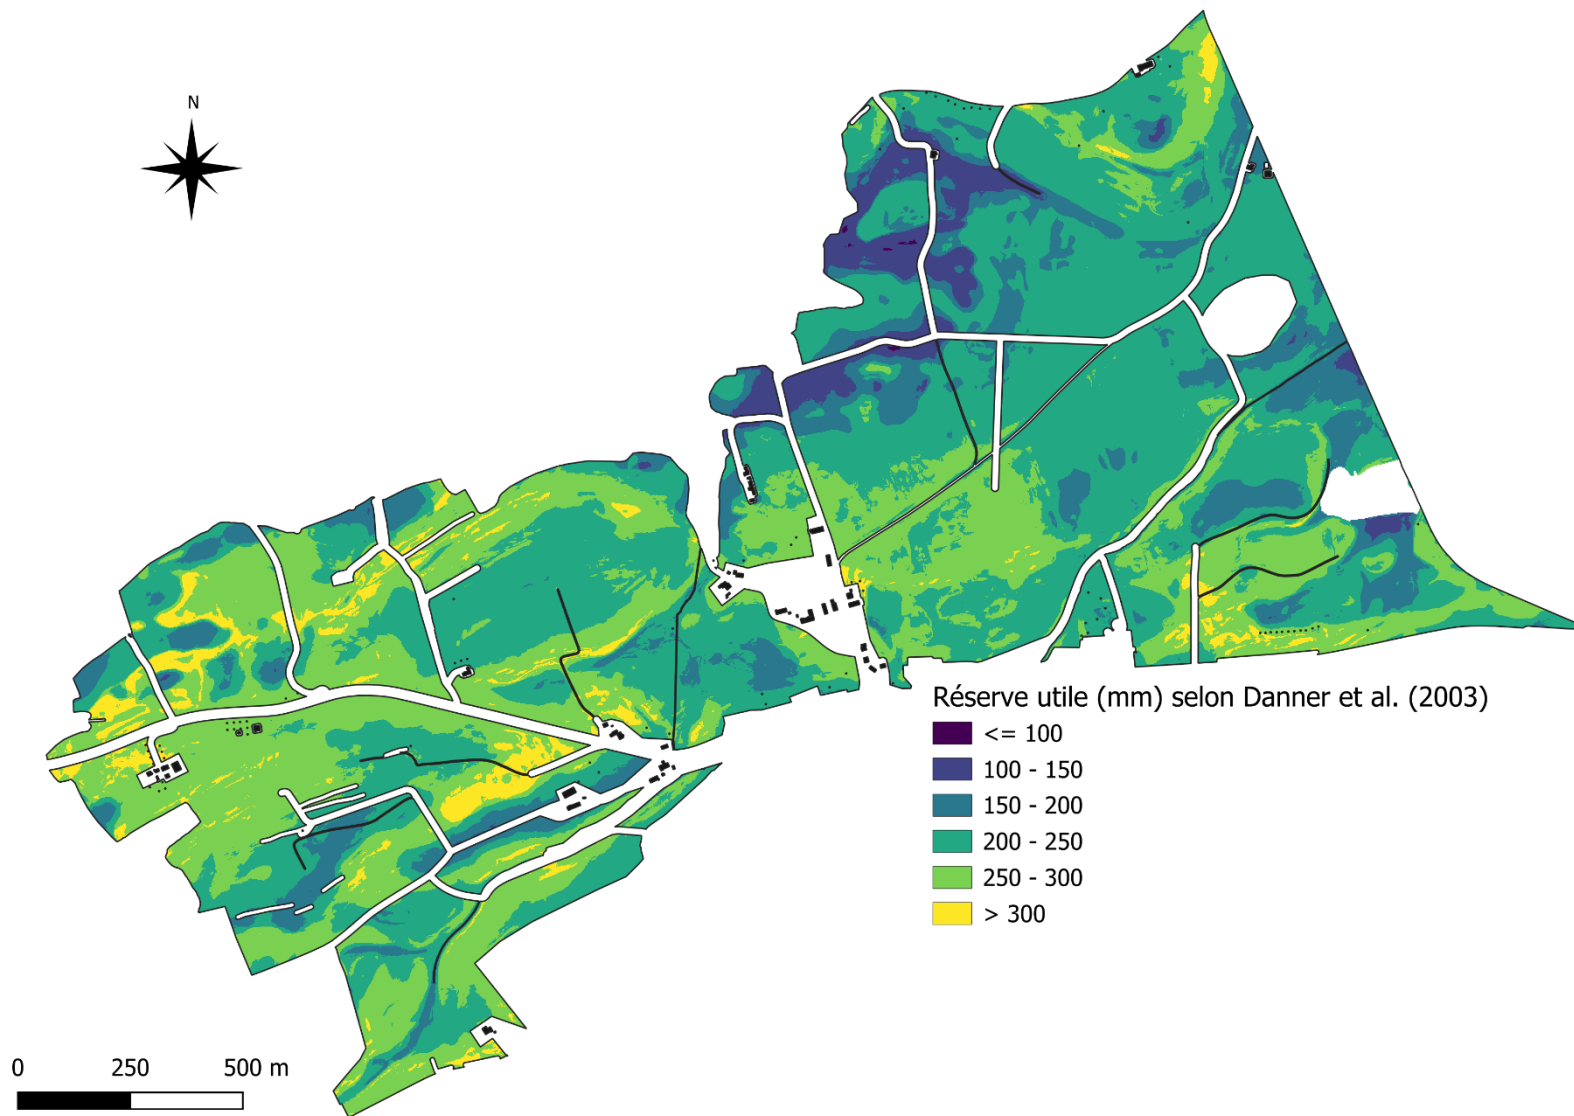 N
Réserve utile (mm) selon Danner et al. (2003)
<= 100
100 - 150
150 - 200
200 - 250
250 - 300
> 300
0 250 500 m